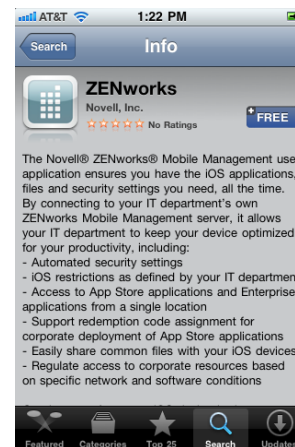 AT&T 1:22 PM
Search Info
ZENworks
Novell, Inc.
No Ratings
FREE
The Novell® ZENworks® Mobile Management use
application ensures you have the iOS applications,
files and security settings you need, all the time.
By connecting to your IT department's own
ZENworks Mobile Management server, it allows
your IT department to keep your device optimized
for your productivity, including:
- Automated security settings
- iOS restrictions as defined by your IT departmen
- Access to App Store applications and Enterprise
applications from a single location
- Support redemption code assignment for
corporate deployment of App Store applications
- Easily share common files with your iOS devices
- Regulate access to corporate resources based
on specific network and software conditions
Featured Categories Top 25 Search Updates